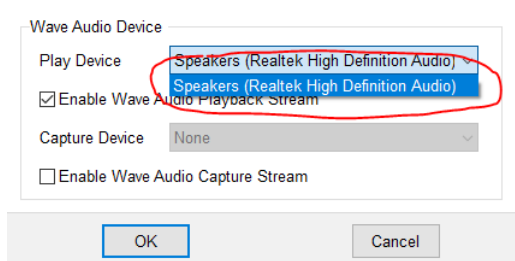 Wave Audio Device
Play Device
Speakers (Realtek High Definition Audio)
Speakers (Realtek High Definition Audio)
Enable Wave Audio Playback Stream
Capture Device
None
Enable Wave Audio Capture Stream
OK
Cancel